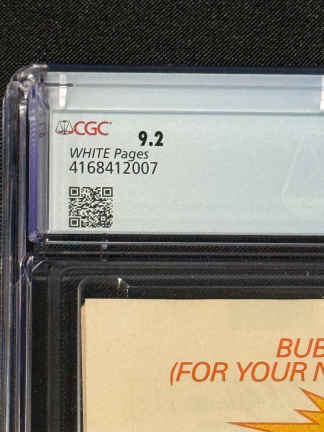 CGC 9.2
WHITE Pages
4168412007
BUB
(FOR YOUR N